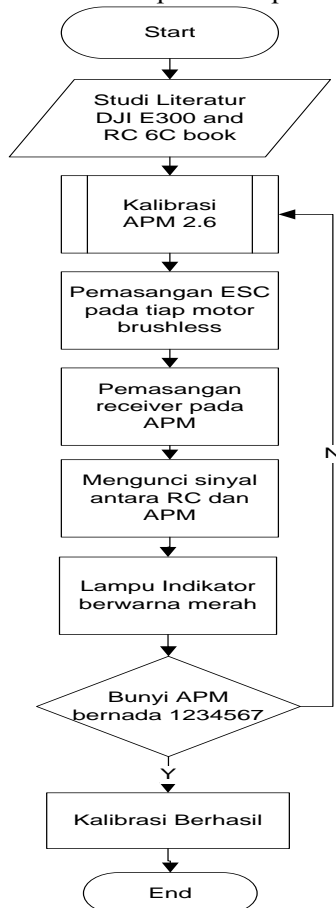 Start
Studi Literatur
DJI E300 and
RC 6C book
Kalibrasi
APM 2.6
Pemasangan ESC
pada tiap motor
brushless
Pemasangan
receiver pada
APM
N
Mengunci sinyal
antara RC dan
APM
Lampu Indikator
berwarna merah
Bunyi APM
bernada 1234567
Y
Kalibrasi Berhasil
End